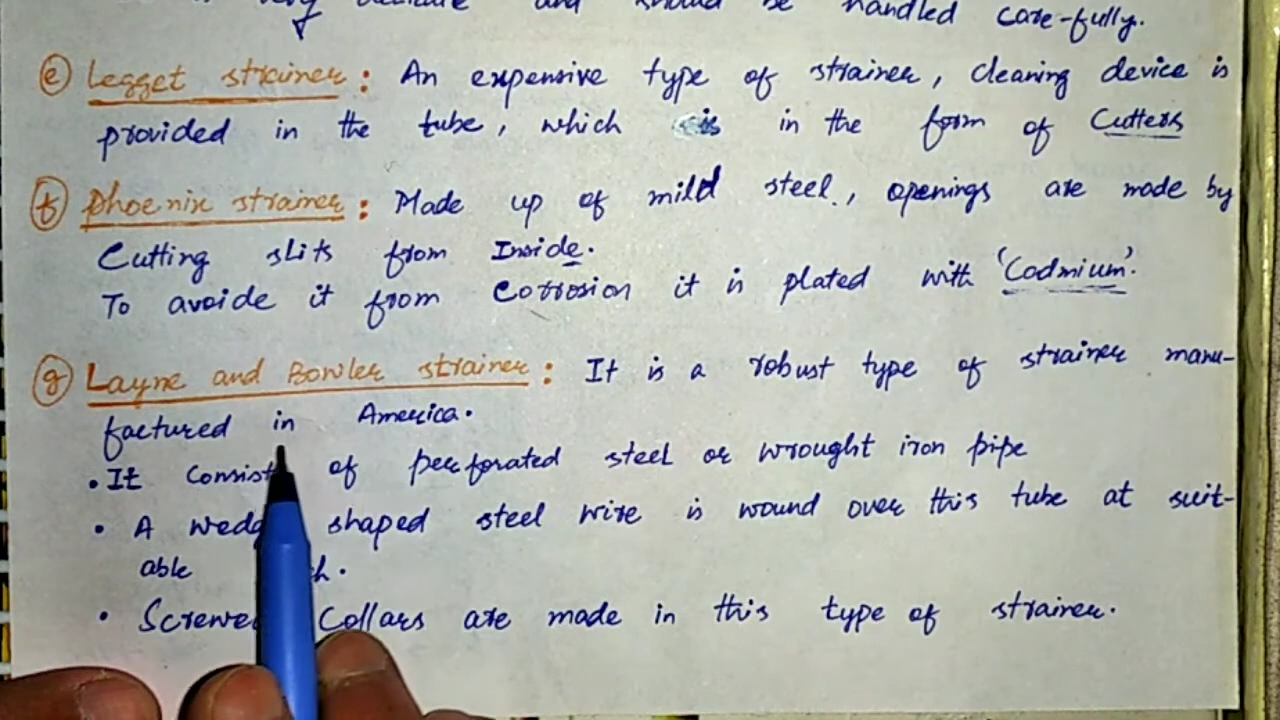 very delicate and should be handled care-fully.
(e) Legget strainer: An expensive type of strainer, cleaning device is
provided in the tube, which is in the form of Cutters
(f) Phoenix strainer: Made up of mild steel, openings are made by
Cutting slits from Inside.
To avoide it from Corrosion it is plated with 'Cadmium'.
(g) Layne and Bowler strainer: It is a robust type of strainer manu-
factured in America.
• It consist of perforated steel or wrought iron pipe
• A shaped steel wire is wound over this tube at suit-
able
• Collars are made in this type of strainer.